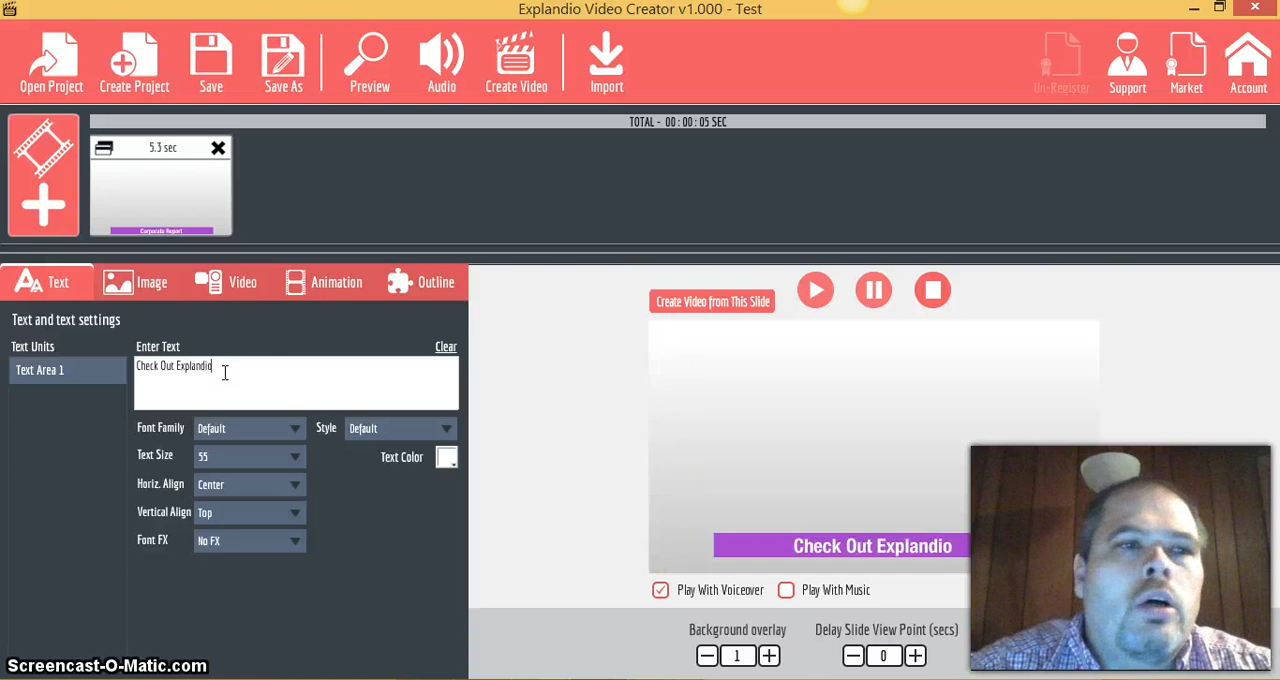 Explandio Video Creator v1.000 - Test
Open Project
Create Project
Save
Save As
Preview
Audio
Create Video
Import
Un-Register
Support
Market
Account
TOTAL - 00 : 00 : 05 SEC
5.3 sec
Corporate Report
Text
Image
Video
Animation
Outline
Text and text settings
Text Units
Enter Text
Clear
Text Area 1
Check Out Explandio
Font Family
Default
Style
Default
Text Size
55
Text Color
Horiz. Align
Center
Vertical Align
Top
Font FX
No FX
Create Video from This Slide
Check Out Explandio
Play With Voiceover
Play With Music
Background overlay
Delay Slide View Point (secs)
1
0
Screencast-O-Matic.com